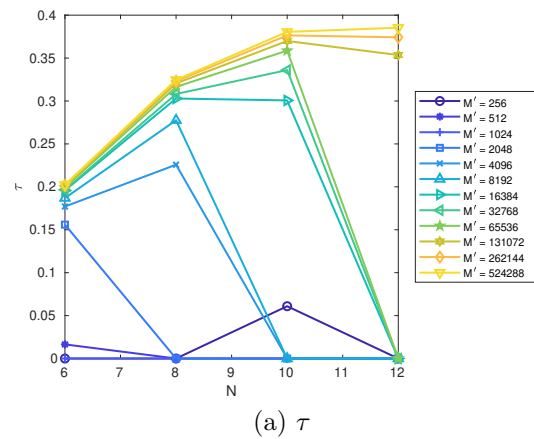 0.4
0.35
0.3
0.25
0.2
0.15
0.1
0.05
0
τ
6 7 8 9 10 11 12
N
M′ = 256
M′ = 512
M′ = 1024
M′ = 2048
M′ = 4096
M′ = 8192
M′ = 16384
M′ = 32768
M′ = 65536
M′ = 131072
M′ = 262144
M′ = 524288
(a) τ